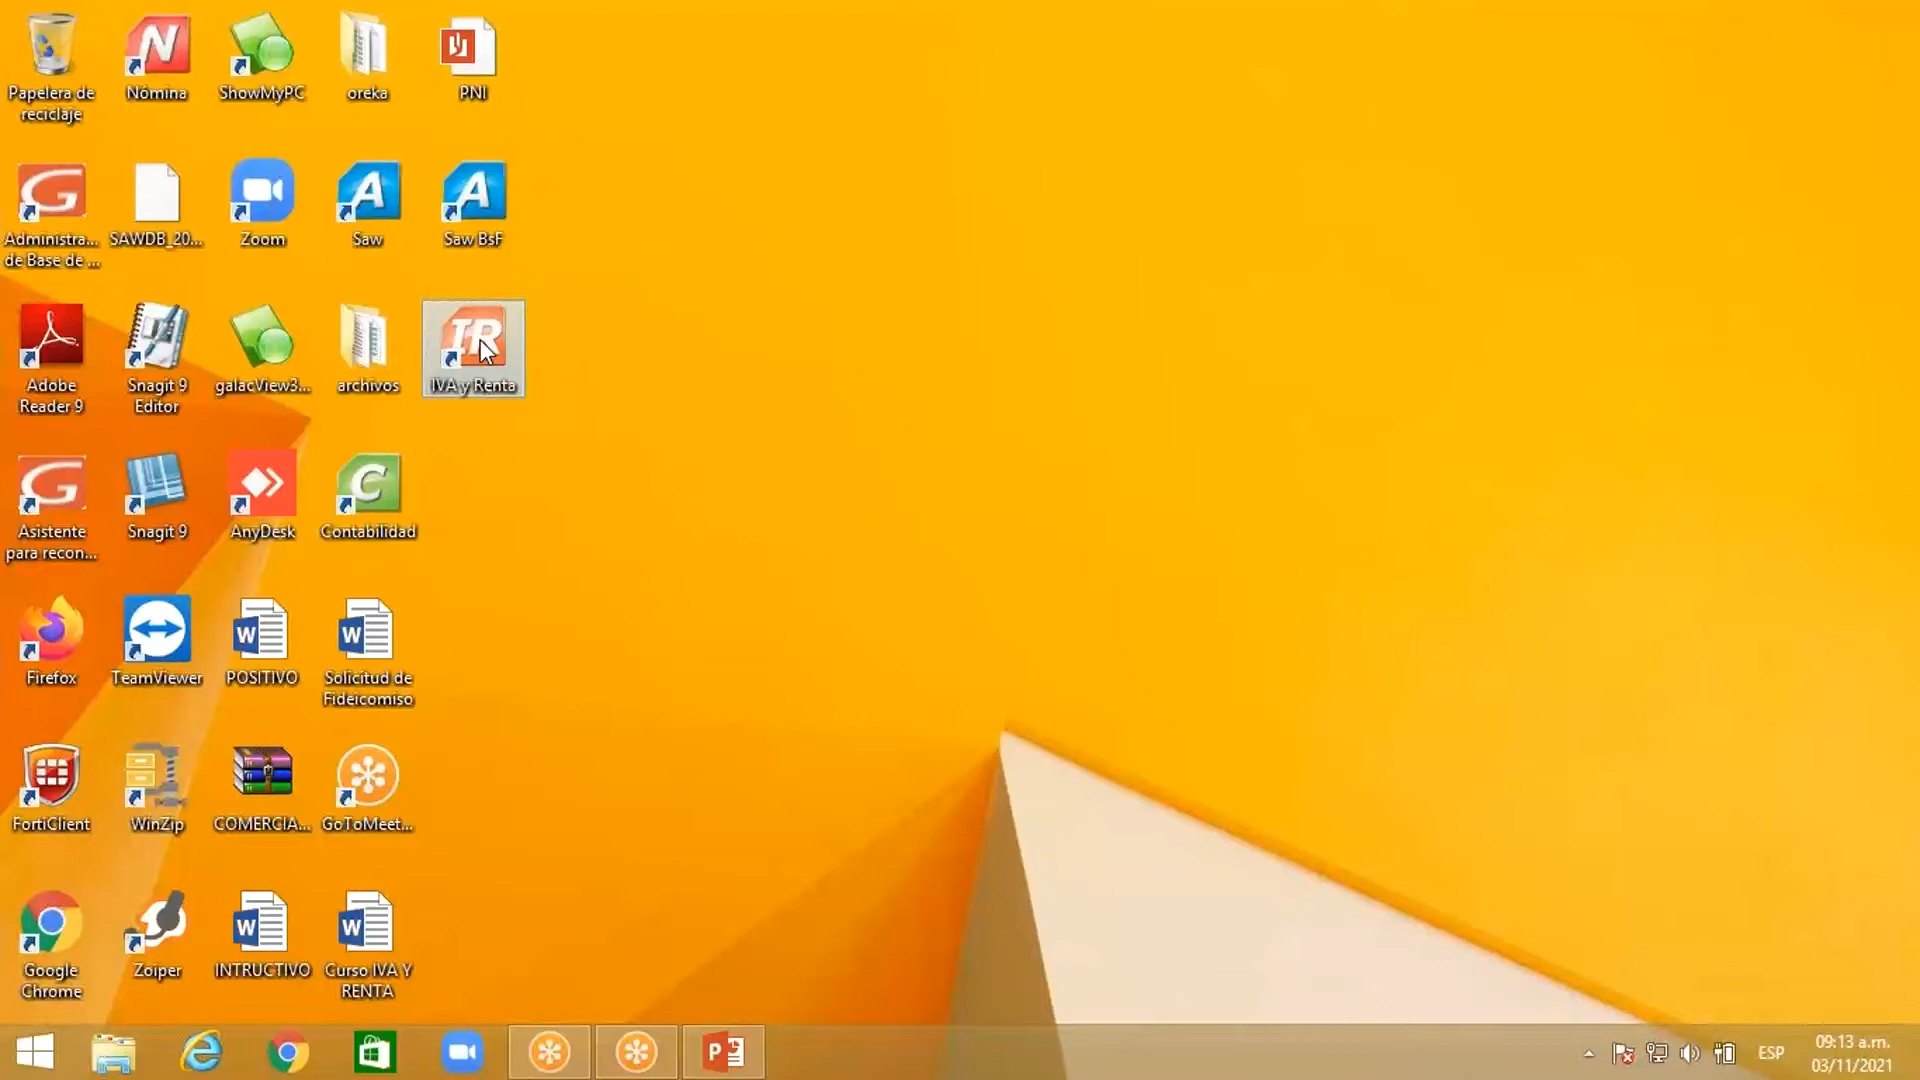 Papelera de
reciclaje
Nómina
ShowMyPC
oreka
PNI
Administra...
de Base de ...
SAWDB_20...
Zoom
Saw
Saw BsF
Adobe
Reader 9
Snagit 9
Editor
galacView3...
archivos
IVA y Renta
Asistente
para recon...
Snagit 9
AnyDesk
Contabilidad
Firefox
TeamViewer
POSITIVO
Solicitud de
Fideicomiso
FortiClient
WinZip
COMERCIA...
GoToMeet...
Google
Chrome
Zoiper
INTRUCTIVO
Curso IVA Y
RENTA
ESP
09:13 a.m.
03/11/2021